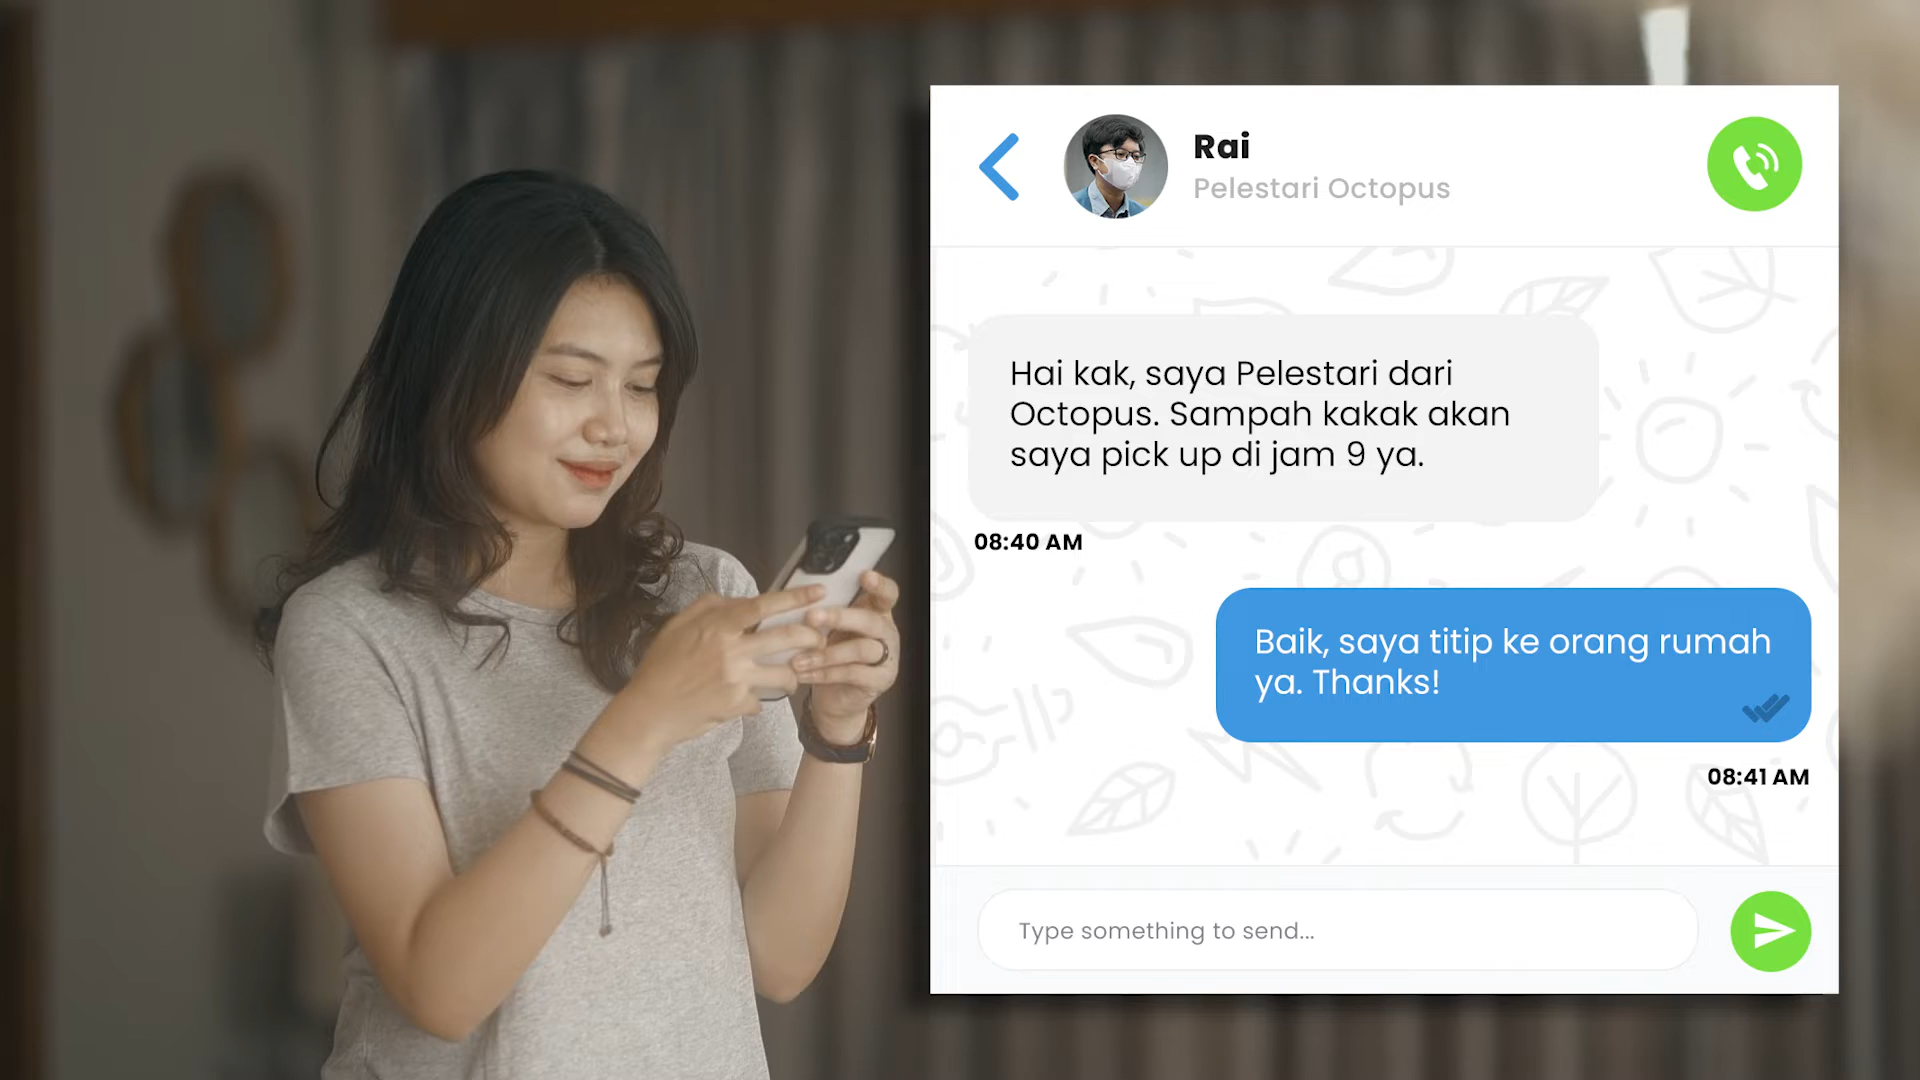 Rai
Pelestari Octopus
Hai kak, saya Pelestari dari
Octopus. Sampah kakak akan
saya pick up di jam 9 ya.
08:40 AM
Baik, saya titip ke orang rumah
ya. Thanks!
08:41 AM
Type something to send...